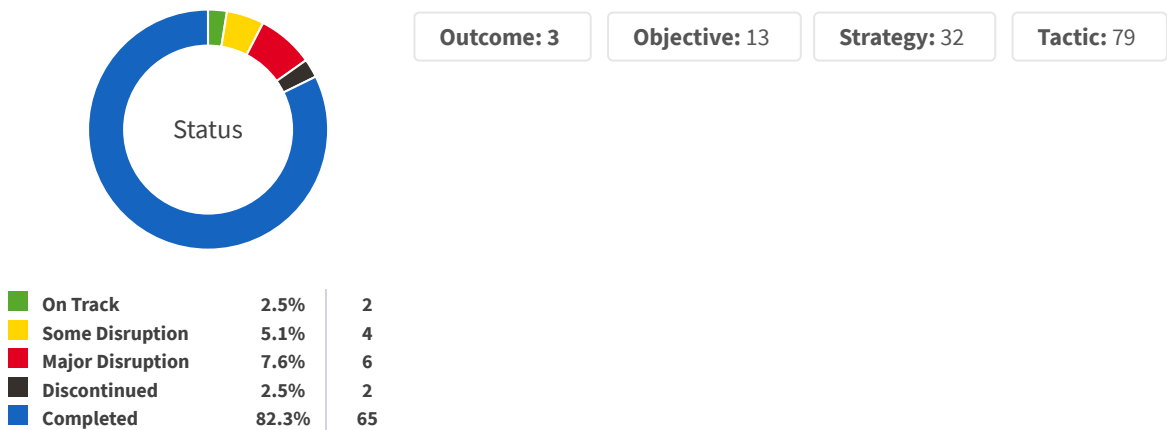 Outcome: 3
Objective: 13
Strategy: 32
Tactic: 79
Status
On Track 2.5% 2
Some Disruption 5.1% 4
Major Disruption 7.6% 6
Discontinued 2.5% 2
Completed 82.3% 65